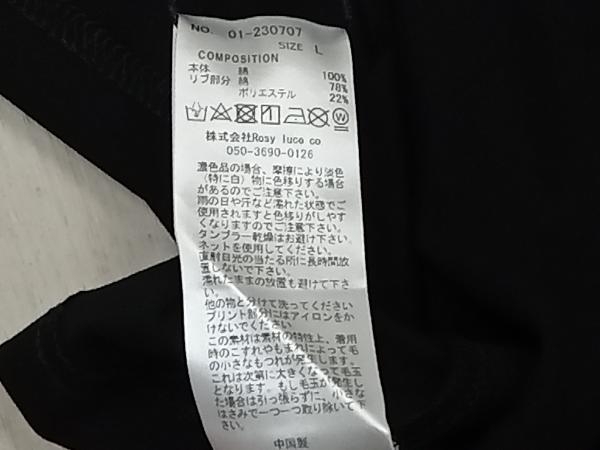 NO. 01-230707
SIZE L
COMPOSITION
本体 綿 100%
リブ部分 綿 78%
ポリエステル 22%
株式会社Rosy luce co
050-3690-0126
濃色品の場合、摩擦により淡色
(特に白)物に色移りする場合
があるのでご注意下さい。
雨の日や汗など濡れた状態でご
使用されますと色移りがしやす
くなりますのでご注意下さい。
タンブラー乾燥はお避け下さい。
ネットを使用してください。
直射日光の当たる所に長時間放
置しないで下さい。
濡れたままの放置も避けて下さ
い。
他の物と分けて洗ってください
プリント部分にはアイロンをか
けないでください
この素材は素材の特性上、着用
時のこすれやもまれによって毛
の小さなもつれが発生します。
これは次第に大きくなって毛玉
となります。もし毛玉が発生し
た場合は引っ張らずに、小さな
はさみで一つ一つ取り除いて下
さい。
中国製